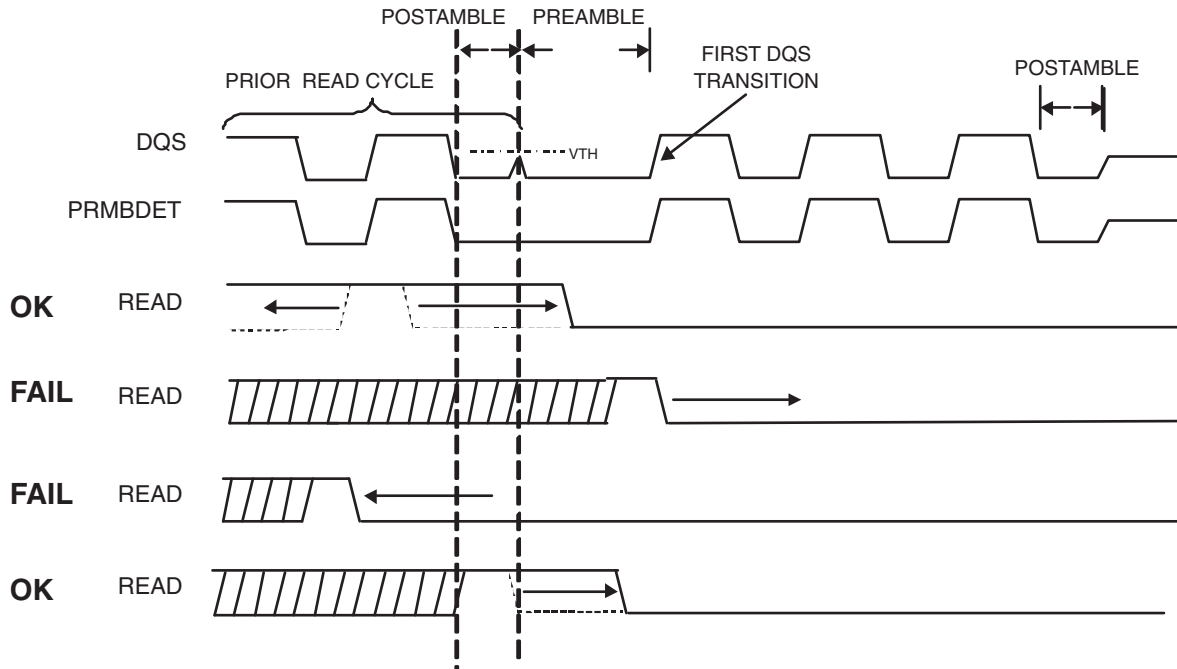 POSTAMBLE PREAMBLE
FIRST DQS
TRANSITION
POSTAMBLE
PRIOR READ CYCLE
DQS
VTH
PRMBDET
OK READ
FAIL READ
FAIL READ
OK READ